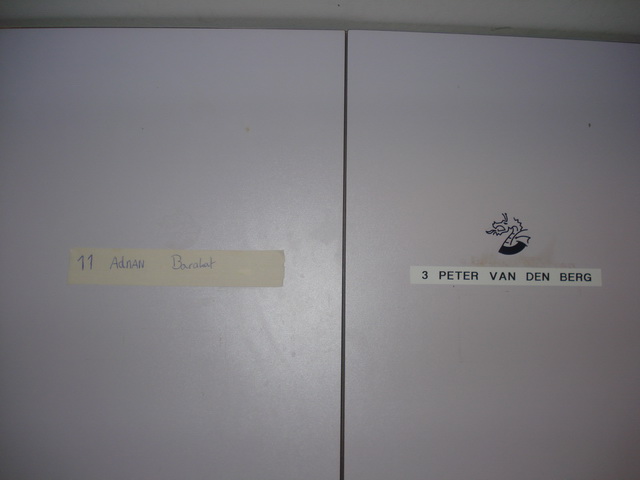 11 Adnan Barakat
3 PETER VAN DEN BERG